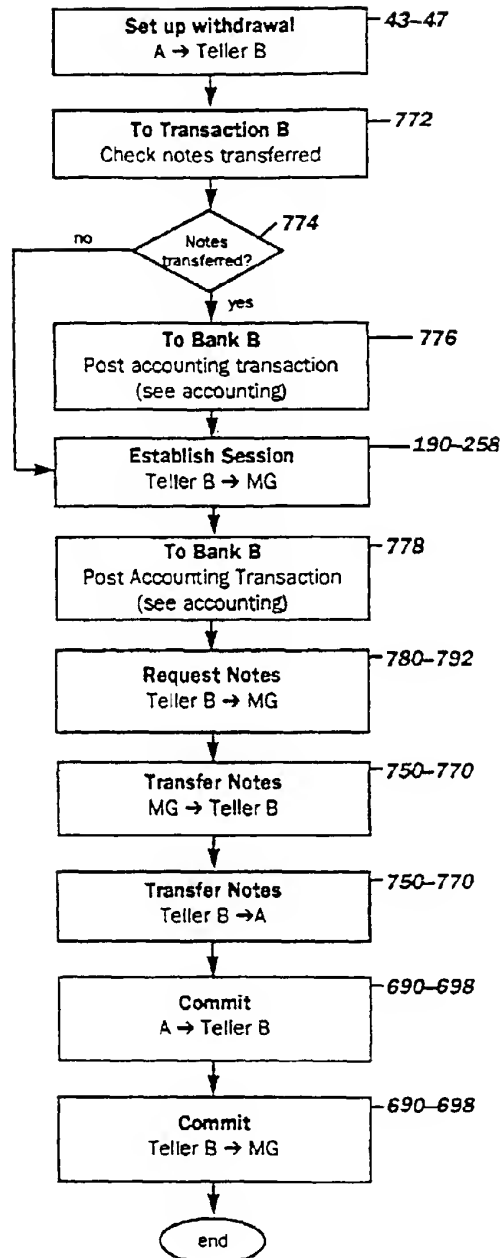 Set up withdrawal
A → Teller B
43–47
To Transaction B
Check notes transferred
772
774
no
Notes
transferred?
yes
To Bank B
Post accounting transaction
(see accounting)
776
Establish Session
Teller B → MG
190–258
To Bank B
Post Accounting Transaction
(see accounting)
778
Request Notes
Teller B → MG
780–792
Transfer Notes
MG → Teller B
750–770
Transfer Notes
Teller B →A
750–770
Commit
A → Teller B
690–698
Commit
Teller B → MG
690–698
end